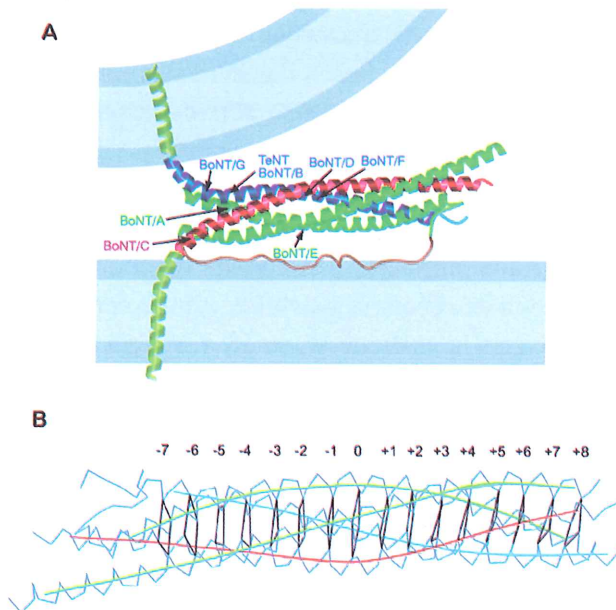 A
TeNT
BoNT/G BoNT/B BoNT/D BoNT/F
BoNT/A
BoNT/C
BoNT/E
B
-7 -6 -5 -4 -3 -2 -1 0 +1 +2 +3 +4 +5 +6 +7 +8